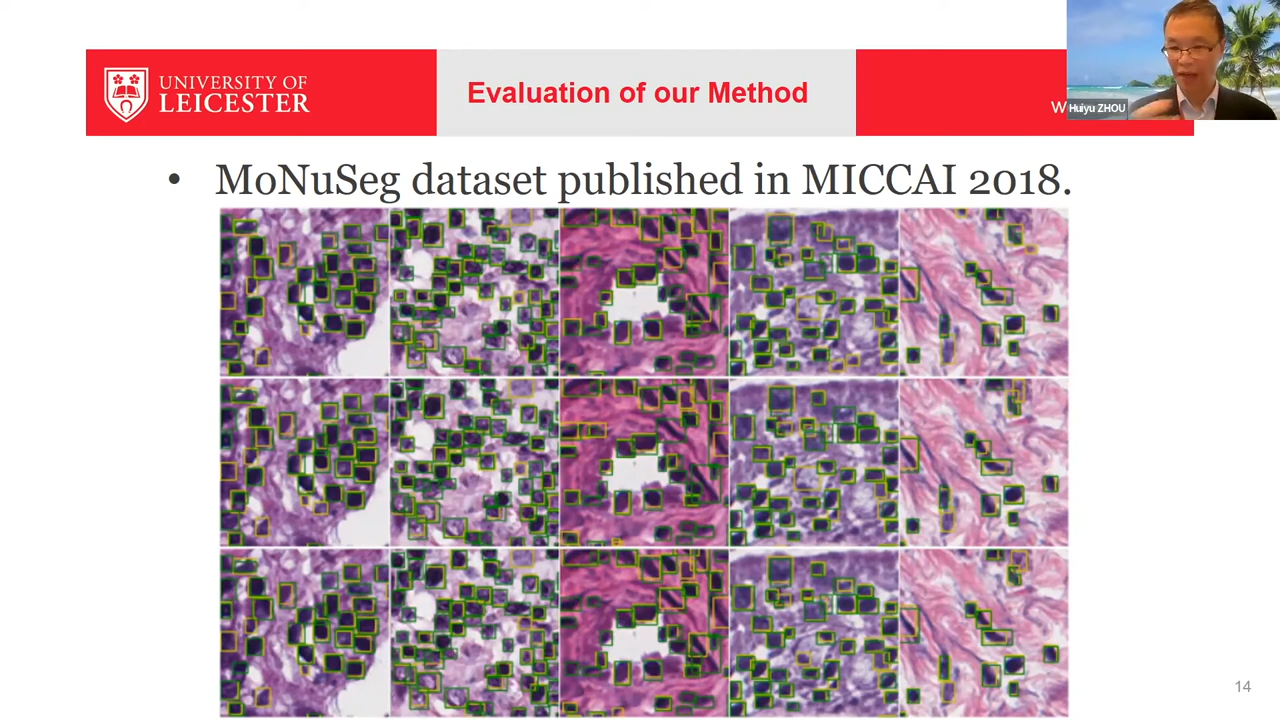 UNIVERSITY OF
LEICESTER
Evaluation of our Method
W
Huiyu ZHOU
• MoNuSeg dataset published in MICCAI 2018.
14